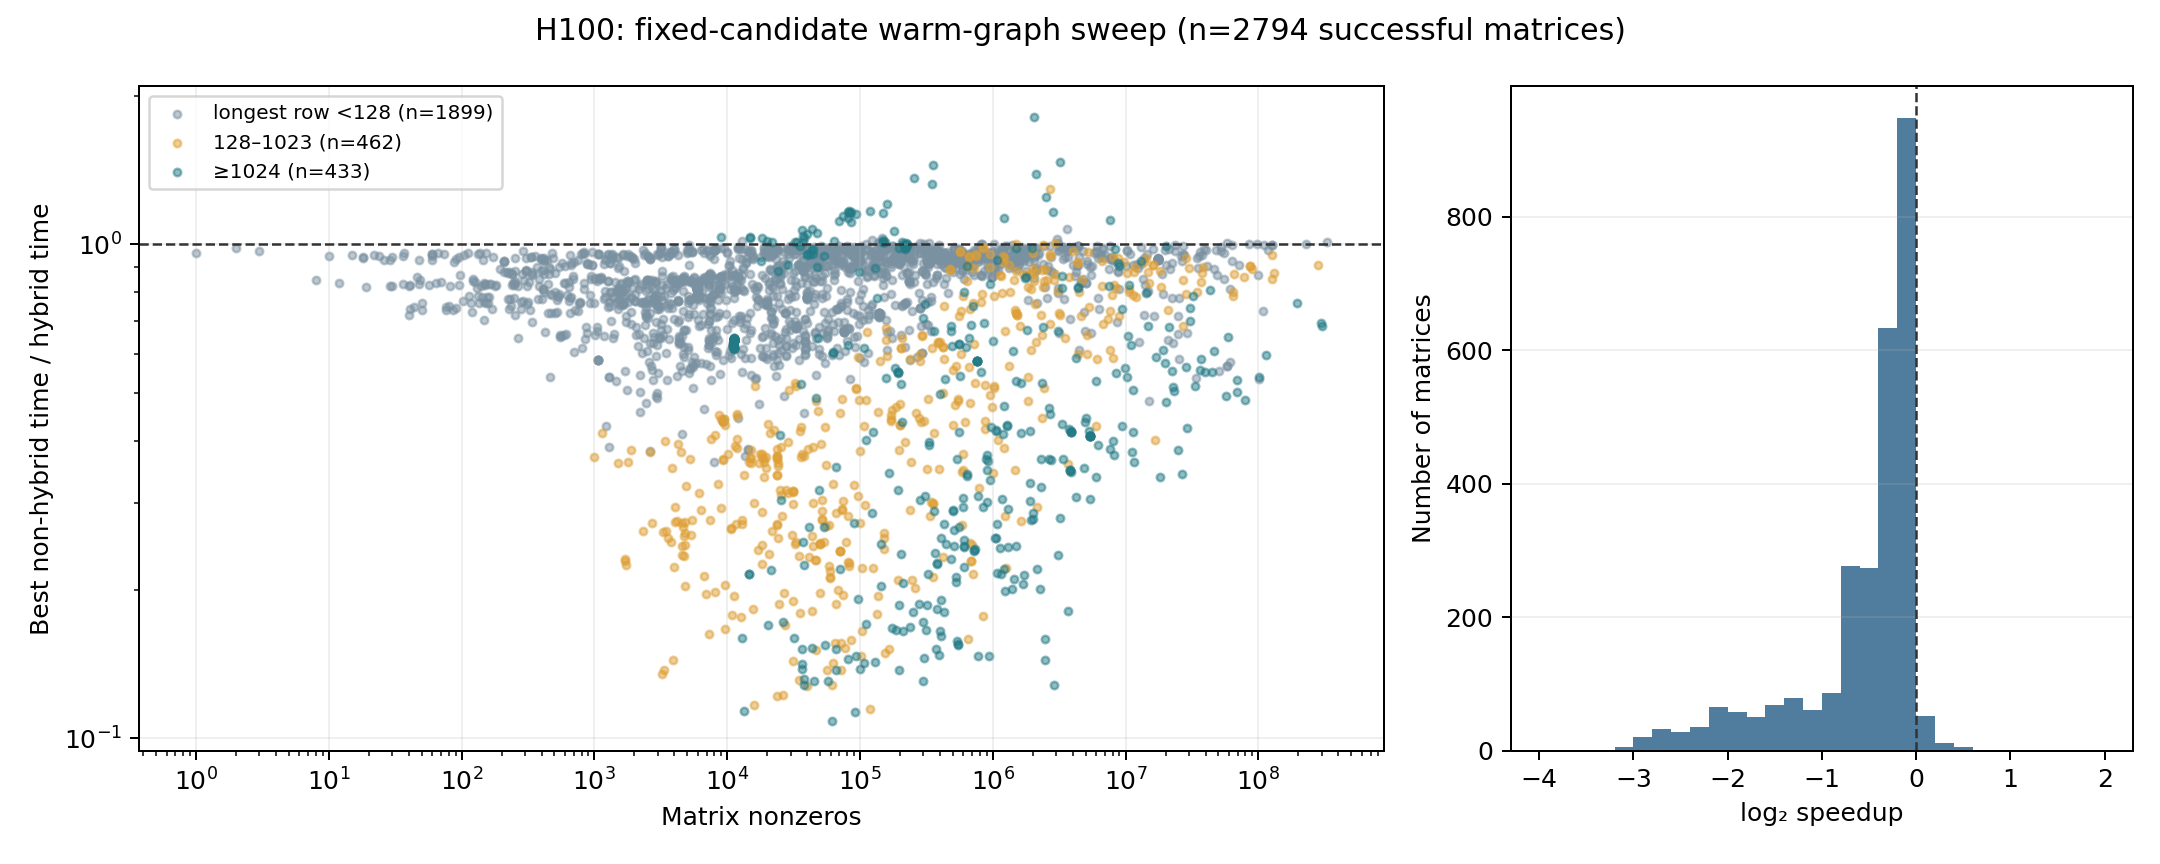 H100: fixed-candidate warm-graph sweep (n=2794 successful matrices)
longest row <128 (n=1899)
128–1023 (n=462)
≥1024 (n=433)
Best non-hybrid time / hybrid time
10⁰
10⁻¹
10⁰ 10¹ 10² 10³ 10⁴ 10⁵ 10⁶ 10⁷ 10⁸
Matrix nonzeros
Number of matrices
800
600
400
200
0
−4 −3 −2 −1 0 1 2
log₂ speedup